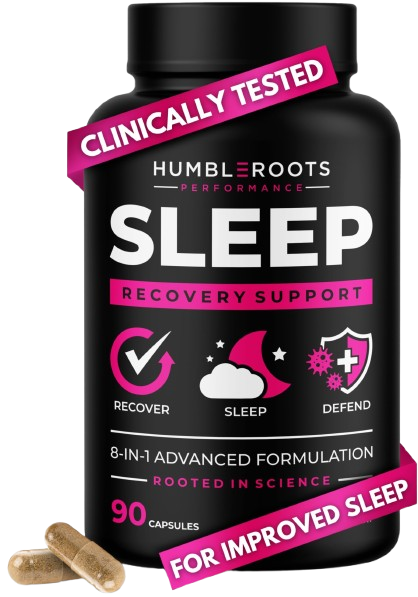 CLINICALLY TESTED
HUMBLEROOTS
PERFORMANCE
SLEEP
RECOVERY SUPPORT
RECOVER SLEEP DEFEND
8-IN-1 ADVANCED FORMULATION
ROOTED IN SCIENCE
90 CAPSULES
FOR IMPROVED SLEEP